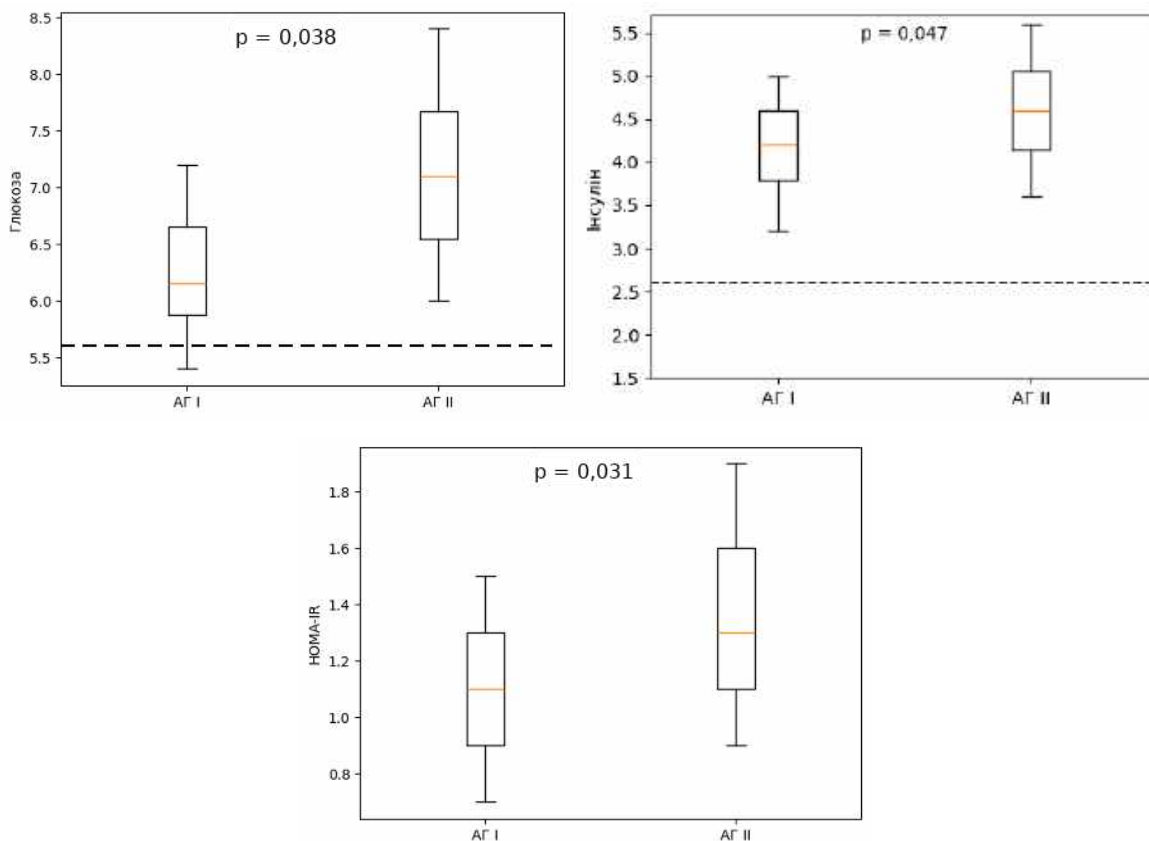 p = 0,038
Глюкоза
8.5
8.0
7.5
7.0
6.5
6.0
5.5
АГ I
АГ II
p = 0,047
Інсулін
5.5
5.0
4.5
4.0
3.5
3.0
2.5
2.0
1.5
АГ I
АГ II
p = 0,031
HOMA-IR
1.8
1.6
1.4
1.2
1.0
0.8
АГ I
АГ II